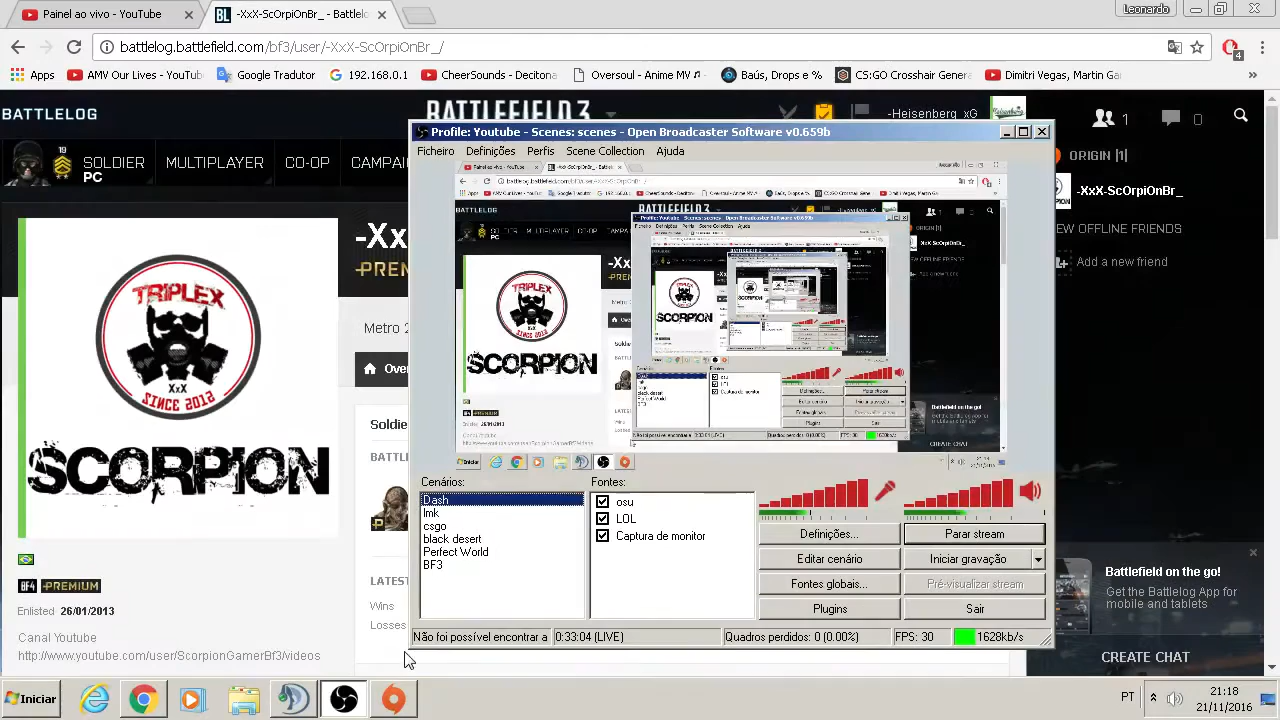 Painel ao vivo - YouTube
-XxX-ScOrpiOnBr_ - Battlelo
Leonardo
battlelog.battlefield.com/bf3/user/-XXX-ScOrpiOnBr_/
4
Apps
AMV Our Lights - YouTub
Google Tradutor
192.168.0.1
CheerSounds - Decitona
Oversoul - Anime MV
Baús, Drops e %
CS:GO Crosshair Genera
Dimitri Vegas, Martin Gar
BATTLELOG
BATTLEFIELD 3
-Heisenberg_xG
1
0
19
SOLDIER
PC
MULTIPLAYER
CO-OP
CAMPAI
ORIGIN [1]
-XxX-ScOrpiOnBr_
EW OFFLINE FRIENDS
Add a new friend
Profile: Youtube - Scenes: scenes - Open Broadcaster Software v0.659b
Ficheiro
Definições
Perfis
Scene Collection
Ajuda
TRIPLEX
XxX
SINCE 2012
SCORPION
-Xx
PREM
Metro 2
Over
Soldie
BATTL
P
LATEST
Wins
Losses
BF4 PREMIUM
Enlisted 26/01/2013
Canal Youtube
http://www.youtube.com/user/ScorpionGamerBf3/videos
Cenários:
Dash
lmk
csgo
black desert
Perfect World
BF3
Fontes:
osu
LOL
Captura de monitor
Definições...
Parar stream
Editar cenário
Iniciar gravação
Fontes globais...
Pré-visualizar stream
Plugins
Sair
Não foi possível encontrar a
0:33:04 (LIVE)
Quadros perdidos: 0 (0.00%)
FPS: 30
1628kb/s
Battlefield on the go!
Get the Battlelog App for
mobile and tablets
CREATE CHAT
Iniciar
PT
21:18
21/11/2016